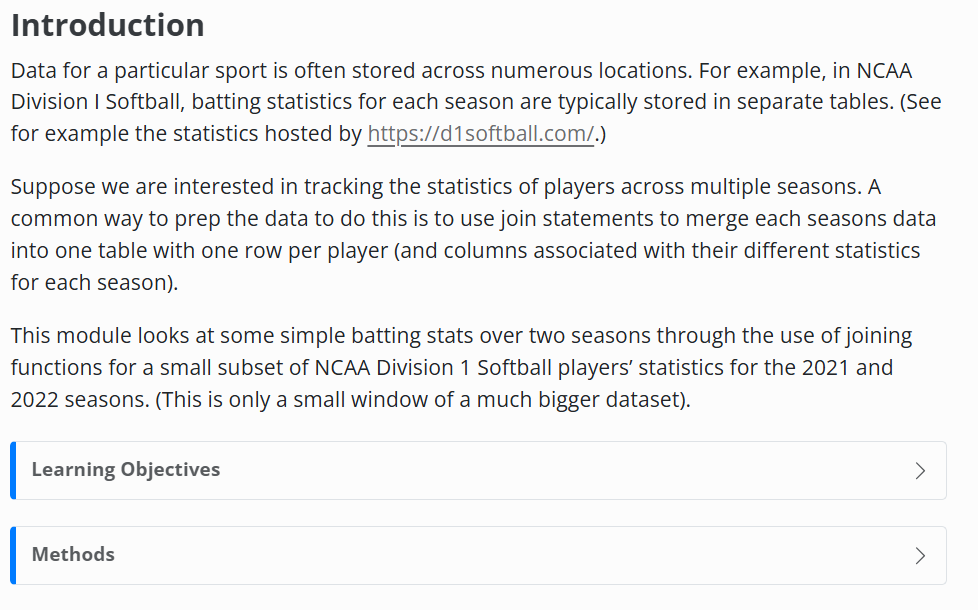 Introduction
Data for a particular sport is often stored across numerous locations. For example, in NCAA
Division I Softball, batting statistics for each season are typically stored in separate tables. (See
for example the statistics hosted by https://d1softball.com/.)
Suppose we are interested in tracking the statistics of players across multiple seasons. A
common way to prep the data to do this is to use join statements to merge each seasons data
into one table with one row per player (and columns associated with their different statistics
for each season).
This module looks at some simple batting stats over two seasons through the use of joining
functions for a small subset of NCAA Division 1 Softball players’ statistics for the 2021 and
2022 seasons. (This is only a small window of a much bigger dataset).
Learning Objectives
Methods